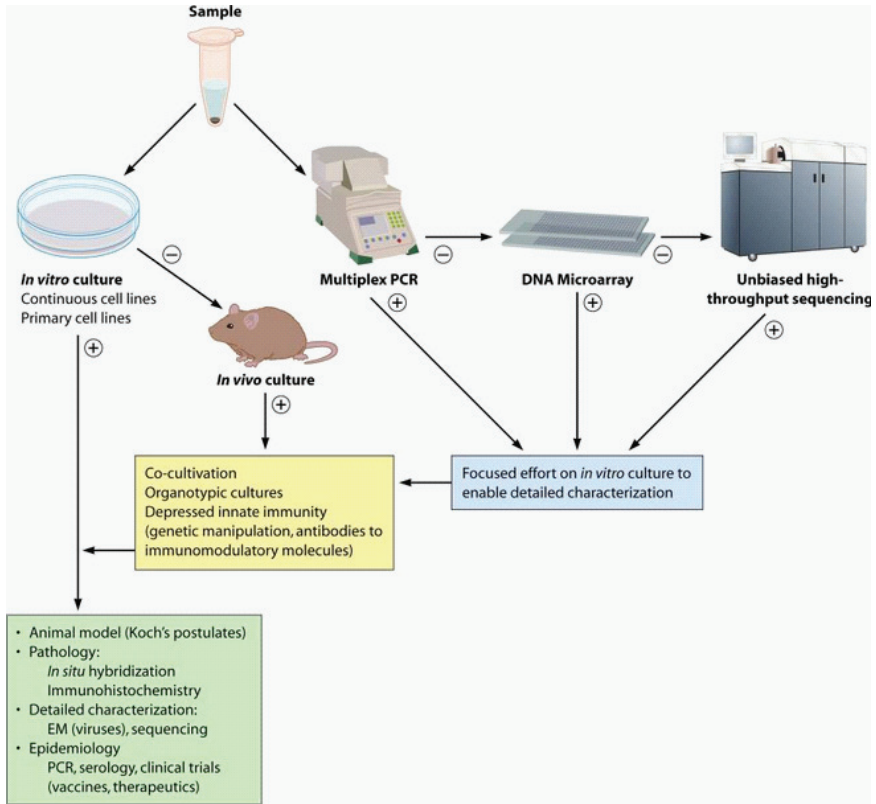 Sample
In vitro culture
Continuous cell lines
Primary cell lines
−
Multiplex PCR
−
DNA Microarray
−
Unbiased high-
throughput sequencing
+
+
+
+
In vivo culture
+
Co-cultivation
Organotypic cultures
Depressed innate immunity
(genetic manipulation, antibodies to
immunomodulatory molecules)
Focused effort on in vitro culture to
enable detailed characterization
• Animal model (Koch's postulates)
• Pathology:
In situ hybridization
Immunohistochemistry
• Detailed characterization:
EM (viruses), sequencing
• Epidemiology
PCR, serology, clinical trials
(vaccines, therapeutics)